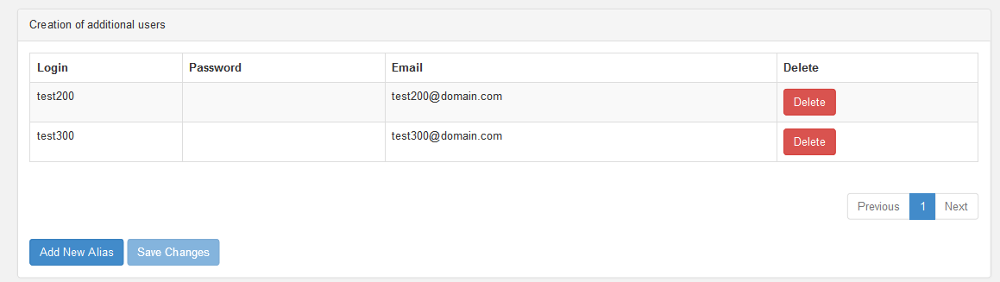 Creation of additional users
Login Password Email Delete
test200 test200@domain.com Delete
test300 test300@domain.com Delete
Previous 1 Next
Add New Alias Save Changes